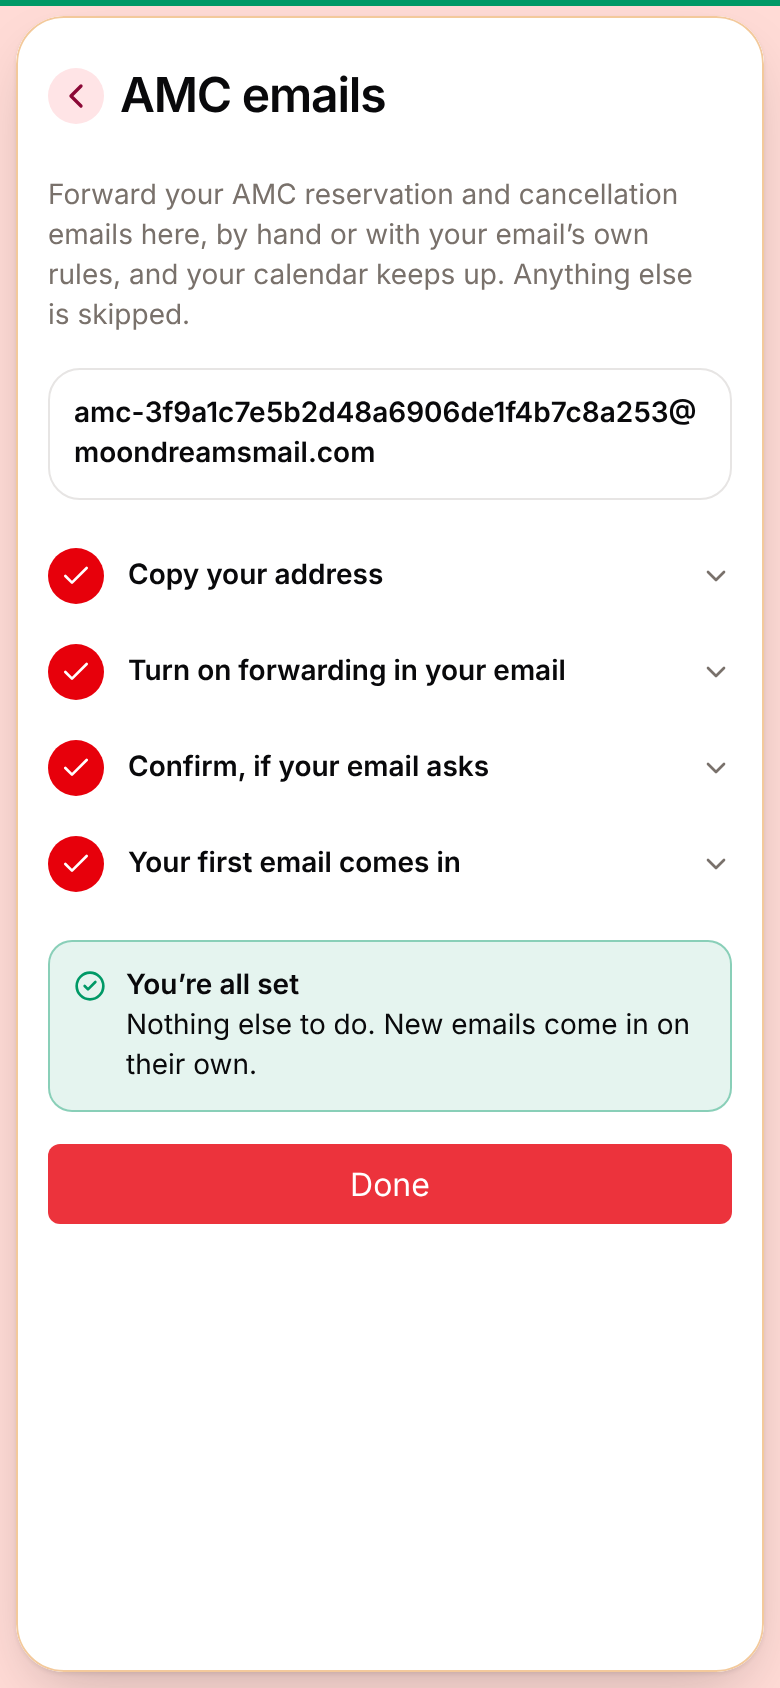 AMC emails
Forward your AMC reservation and cancellation
emails here, by hand or with your email’s own
rules, and your calendar keeps up. Anything else
is skipped.
amc-3f9a1c7e5b2d48a6906de1f4b7c8a253@
moondreamsmail.com
Copy your address
Turn on forwarding in your email
Confirm, if your email asks
Your first email comes in
You’re all set
Nothing else to do. New emails come in on
their own.
Done